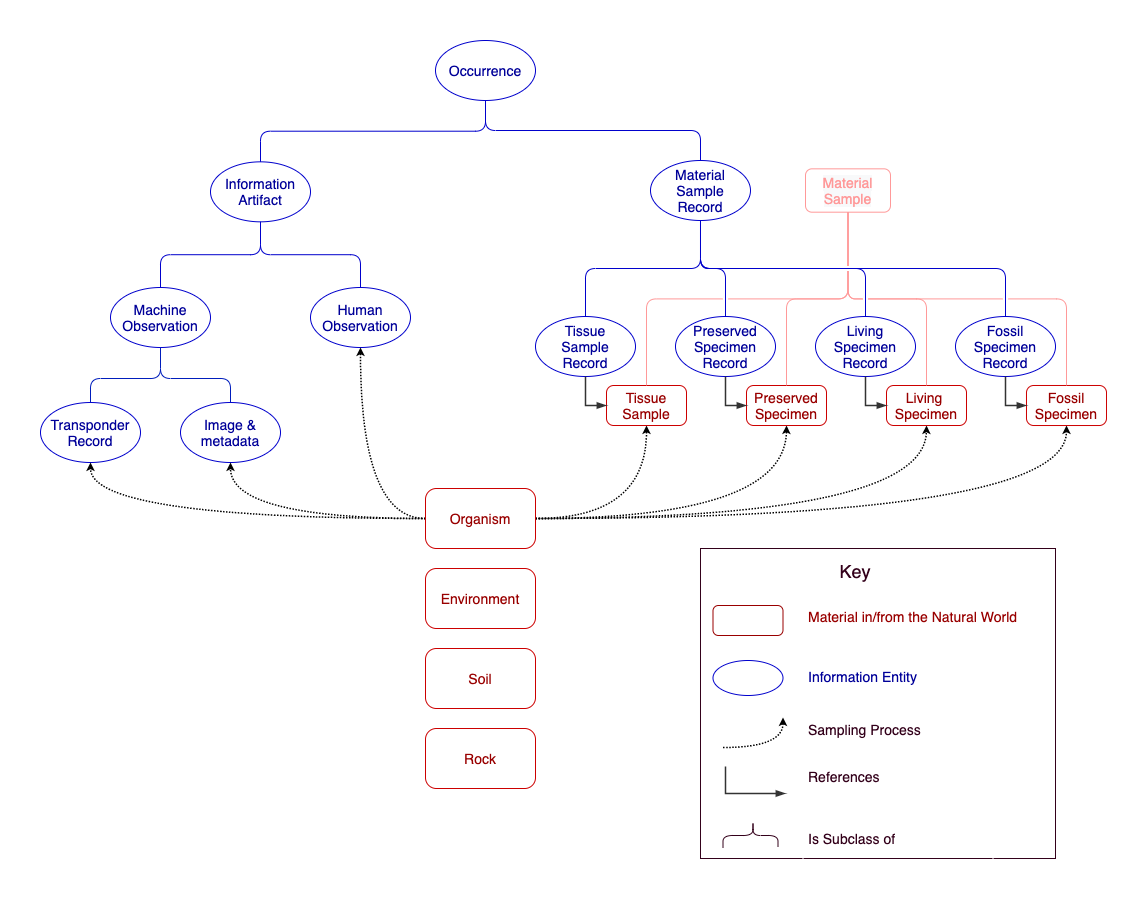 Occurrence
Information
Artifact
Material
Sample
Record
Material
Sample
Machine
Observation
Human
Observation
Tissue
Sample
Record
Preserved
Specimen
Record
Living
Specimen
Record
Fossil
Specimen
Record
Tissue
Sample
Preserved
Specimen
Living
Specimen
Fossil
Specimen
Transponder
Record
Image &
metadata
Organism
Environment
Soil
Rock
Key
Material in/from the Natural World
Information Entity
Sampling Process
References
Is Subclass of